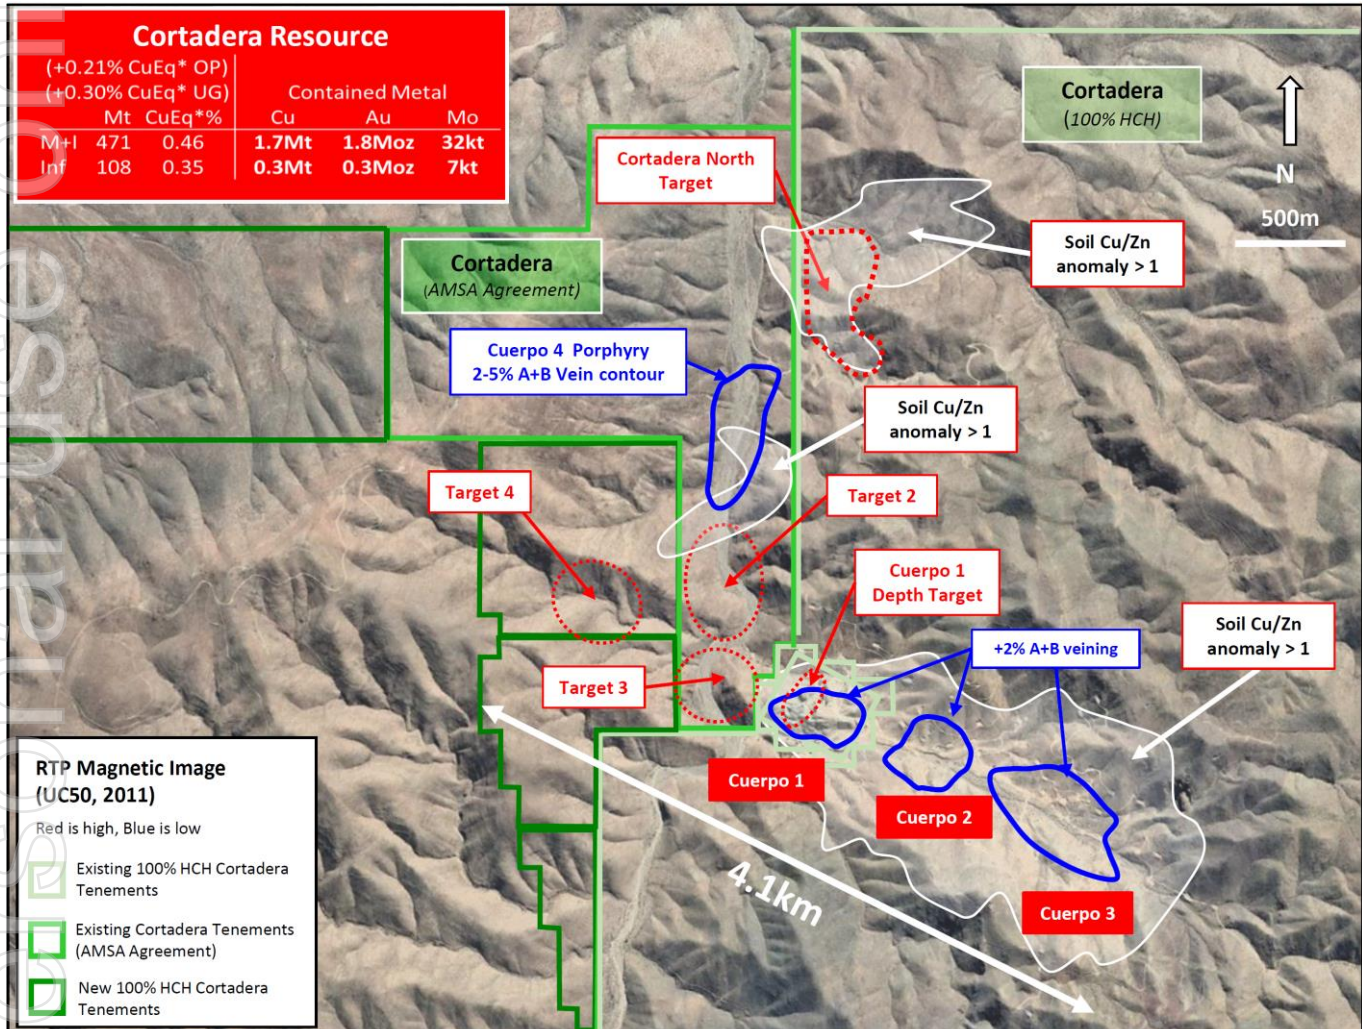 Cortadera Resource
(+0.21% CuEq* OP)
(+0.30% CuEq* UG) Contained Metal
Mt CuEq*% Cu Au Mo
M+I 471 0.46 1.7Mt 1.8Moz 32kt
Inf 108 0.35 0.3Mt 0.3Moz 7kt
Cortadera
(100% HCH)
N
500m
Cortadera North
Target
Soil Cu/Zn
anomaly > 1
Cortadera
(AMSA Agreement)
Cuerpo 4 Porphyry
2-5% A+B Vein contour
Soil Cu/Zn
anomaly > 1
Target 4
Target 2
Cuerpo 1
Depth Target
Soil Cu/Zn
anomaly > 1
+2% A+B veining
Target 3
Cuerpo 1
Cuerpo 2
Cuerpo 3
4.1km
RTP Magnetic Image
(UC50, 2011)
Red is high, Blue is low
Existing 100% HCH Cortadera
Tenements
Existing Cortadera Tenements
(AMSA Agreement)
New 100% HCH Cortadera
Tenements